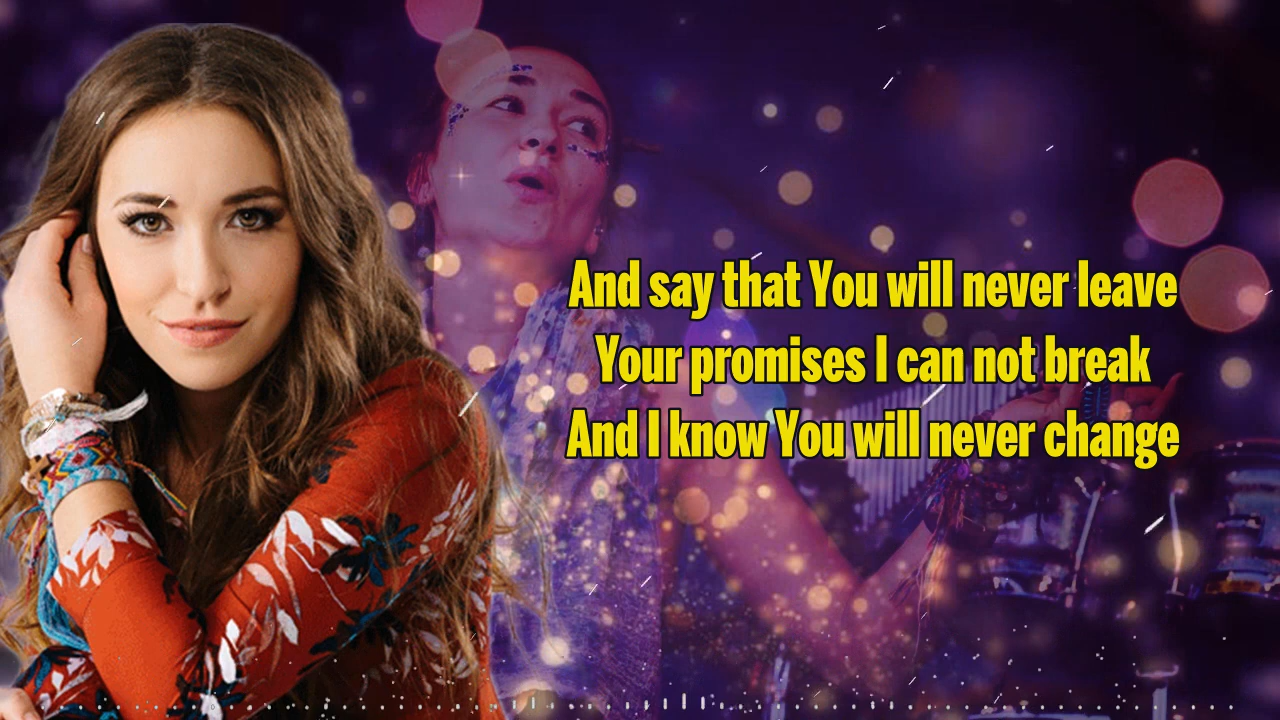 And say that You will never leave
Your promises I can not break
And I know You will never change